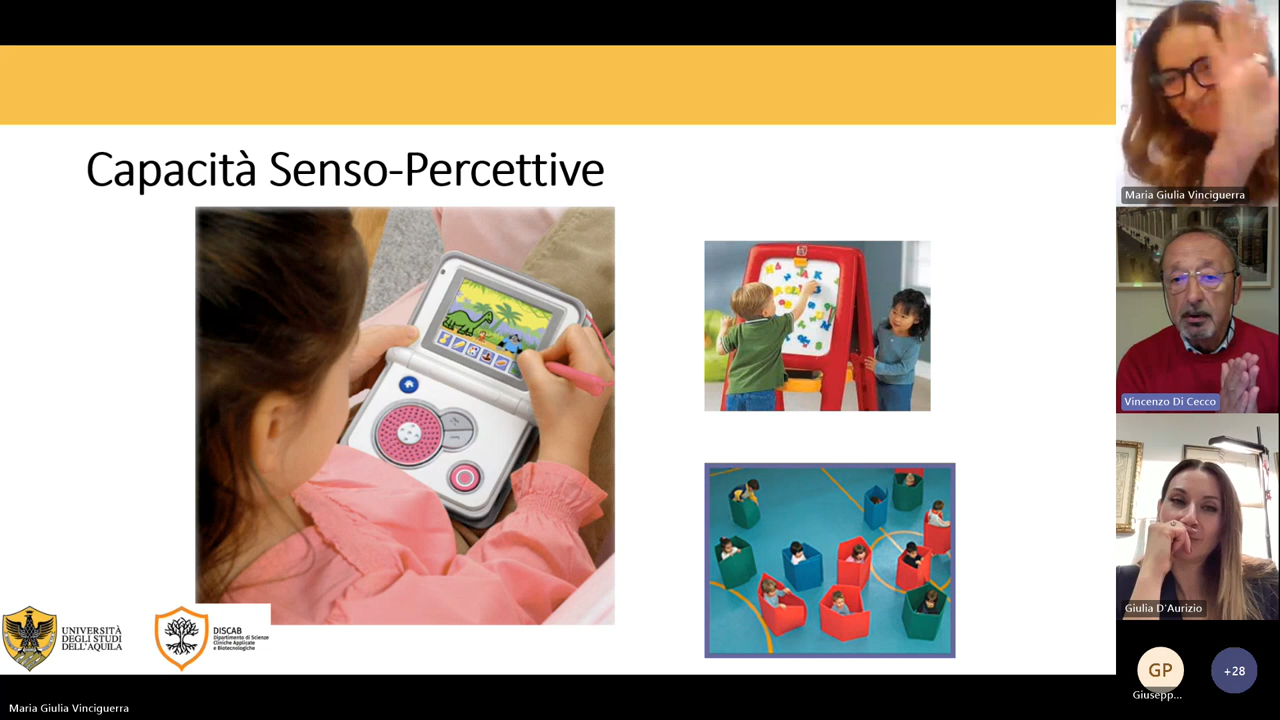 Capacità Senso-Percettive
UNIVERSITÀ
DEGLI STUDI
DELL'AQUILA
DISCAB
Dipartimento di Scienze
Cliniche Applicate
e Biotecnologiche
Maria Giulia Vinciguerra
Vincenzo Di Cecco
Giulia D'Aurizio
GP
Giusepp...
+28
Maria Giulia Vinciguerra